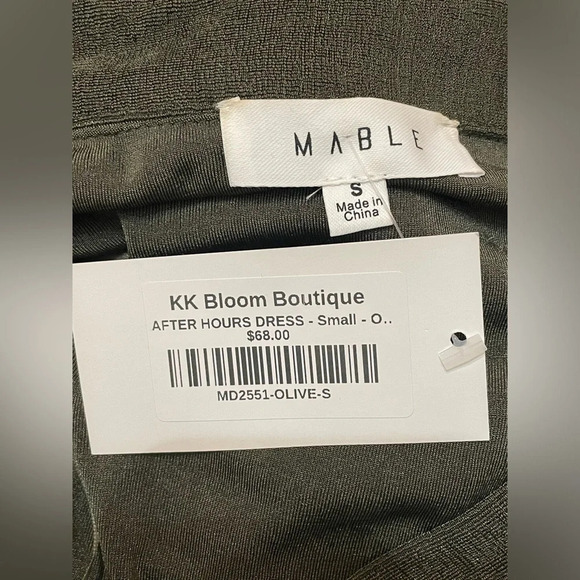 MABLE
S
Made in
China
KK Bloom Boutique
AFTER HOURS DRESS - Small - O..
$68.00
MD2551-OLIVE-S